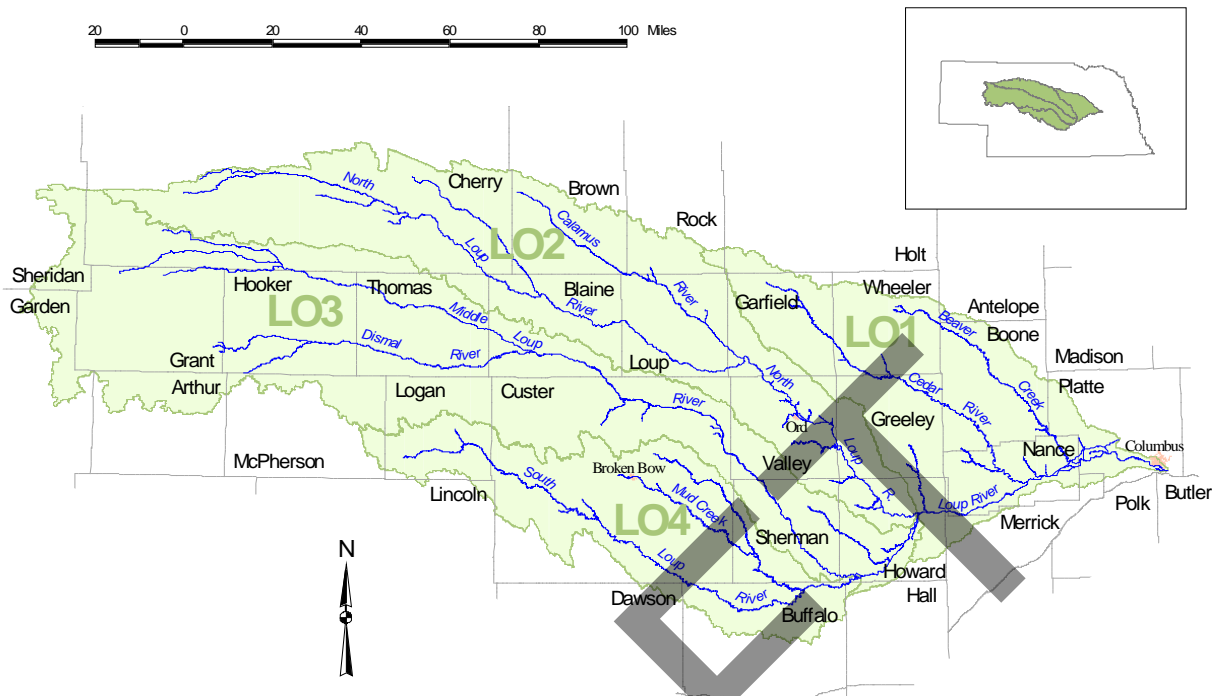 20 0 20 40 60 80 100 Miles
North
Cherry
Brown
Calamus
Rock
LO2
Loup
River
Holt
Sheridan
Garden
Hooker
Thomas
Blaine
River
Garfield
Wheeler
Antelope
Beaver
Boone
LO3
Middle
Loup
LO1
Dismal
River
Grant
Loup
North
Madison
Arthur
Logan
Custer
River
Cedar
River
Creek
Platte
Greeley
Ord
Loup
R.
Nance
Columbus
McPherson
Broken Bow
Valley
Lincoln
South
Mud Creek
Loup River
Butler
Polk
Merrick
LO4
Sherman
Loup
River
Howard
Hall
Dawson
Buffalo
N